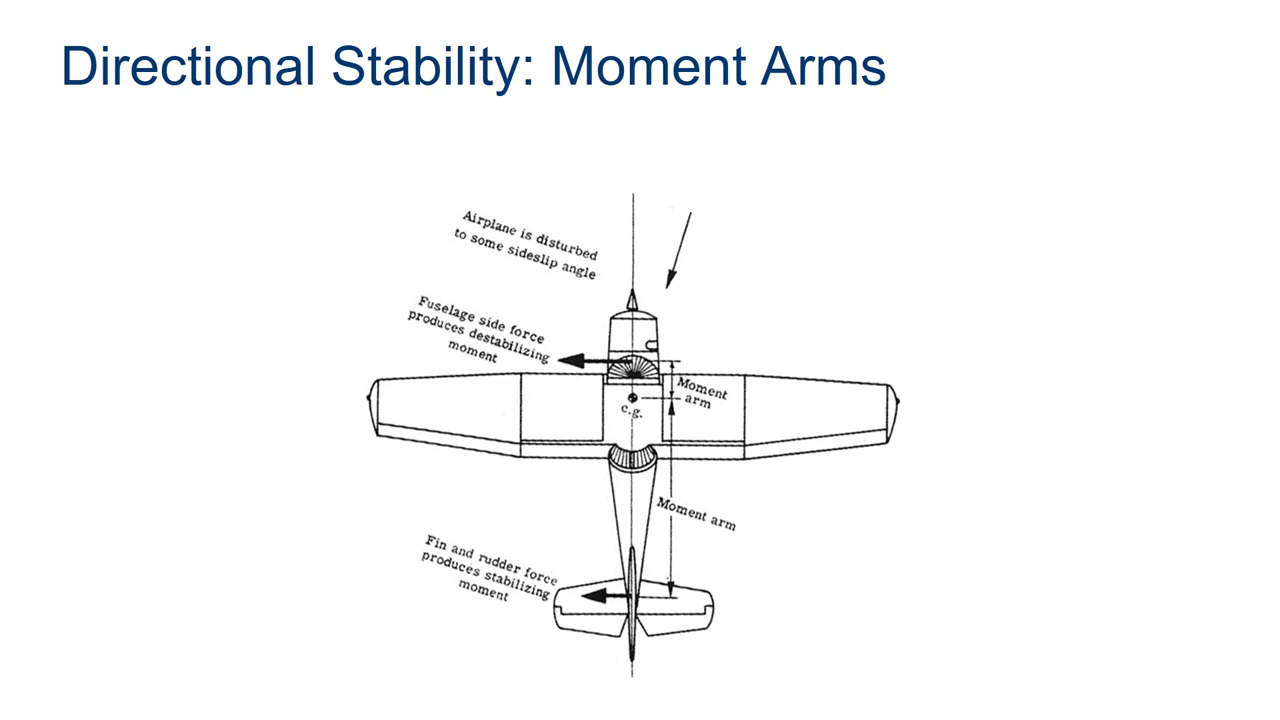 Directional Stability: Moment Arms
Airplane is disturbed
to some sideslip angle
Fuselage side force
produces destabilizing
moment
Moment
arm
c.g.
Moment arm
Fin and rudder force
produces stabilizing
moment